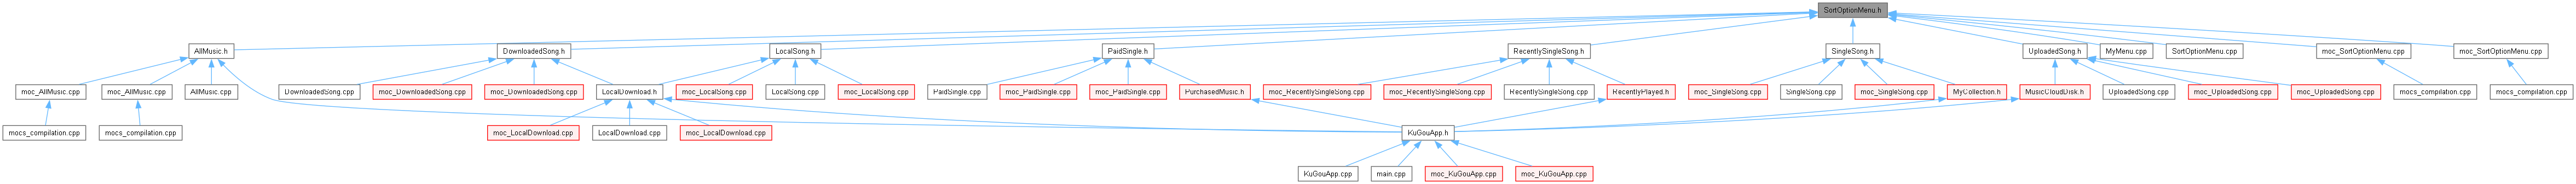 SortOptionMenu.h
AllMusic.h
DownloadedSong.h
LocalSong.h
PaidSingle.h
RecentlySingleSong.h
SingleSong.h
UploadedSong.h
MyMenu.cpp
SortOptionMenu.cpp
moc_SortOptionMenu.cpp
moc_SortOptionMenu.cpp
moc_AllMusic.cpp
moc_AllMusic.cpp
AllMusic.cpp
DownloadedSong.cpp
moc_DownloadedSong.cpp
moc_DownloadedSong.cpp
LocalDownload.h
moc_LocalSong.cpp
LocalSong.cpp
moc_LocalSong.cpp
PaidSingle.cpp
moc_PaidSingle.cpp
moc_PaidSingle.cpp
PurchasedMusic.h
moc_RecentlySingleSong.cpp
moc_RecentlySingleSong.cpp
RecentlySingleSong.cpp
RecentlyPlayed.h
moc_SingleSong.cpp
SingleSong.cpp
moc_SingleSong.cpp
MyCollection.h
MusicCloudDisk.h
UploadedSong.cpp
moc_UploadedSong.cpp
moc_UploadedSong.cpp
mocs_compilation.cpp
mocs_compilation.cpp
mocs_compilation.cpp
mocs_compilation.cpp
moc_LocalDownload.cpp
LocalDownload.cpp
moc_LocalDownload.cpp
KuGouApp.h
KuGouApp.cpp
main.cpp
moc_KuGouApp.cpp
moc_KuGouApp.cpp